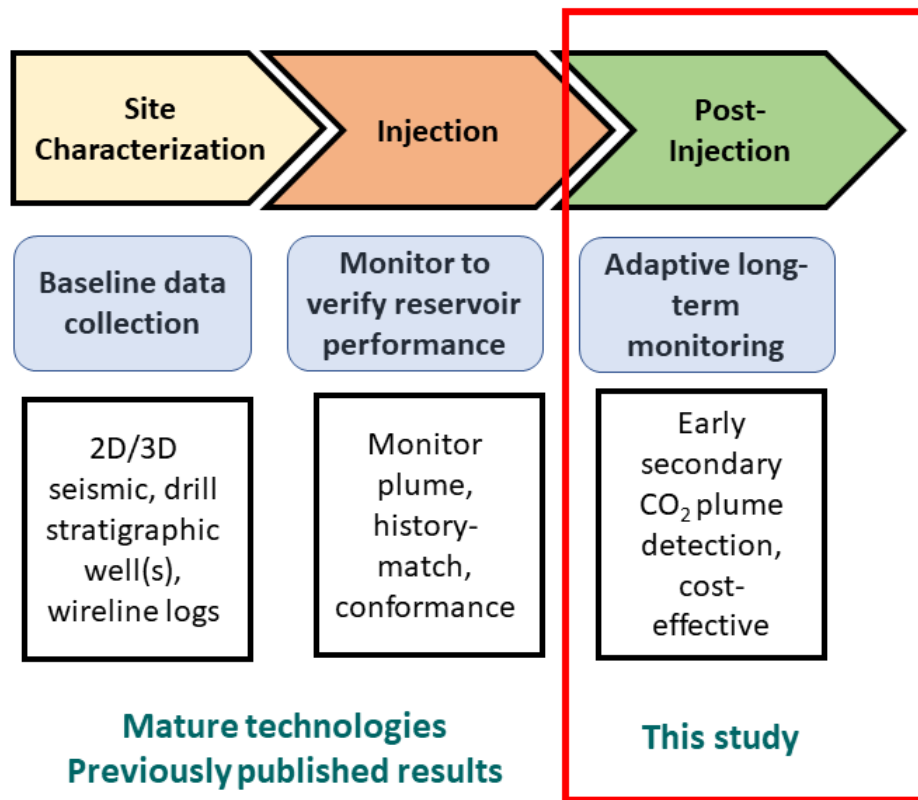 Site
Characterization
Injection
Post-
Injection
Baseline data
collection
Monitor to
verify reservoir
performance
Adaptive long-
term
monitoring
2D/3D
seismic, drill
stratigraphic
well(s),
wireline logs
Monitor
plume,
history-
match,
conformance
Early
secondary
CO₂ plume
detection,
cost-
effective
Mature technologies
Previously published results
This study